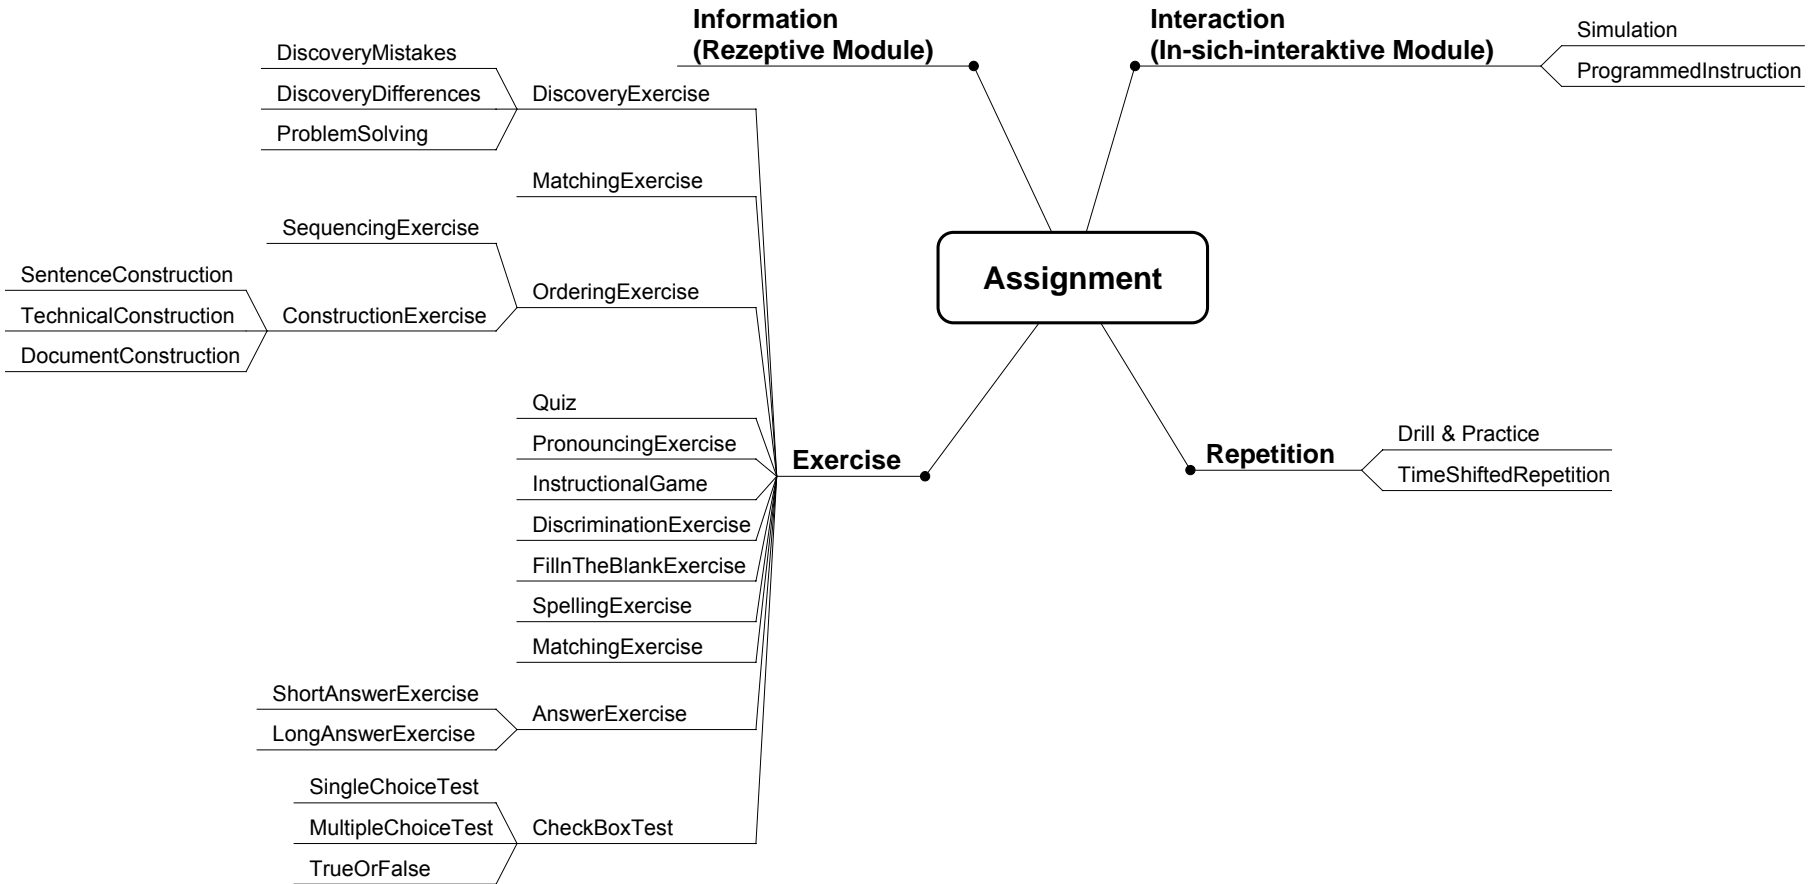 Information
(Rezeptive Module)
Interaction
(In-sich-interaktive Module)
Simulation
ProgrammedInstruction
DiscoveryMistakes
DiscoveryDifferences
ProblemSolving
DiscoveryExercise
MatchingExercise
SequencingExercise
SentenceConstruction
TechnicalConstruction
DocumentConstruction
ConstructionExercise
OrderingExercise
Assignment
Quiz
PronouncingExercise
InstructionalGame
DiscriminationExercise
FillnTheBlankExercise
SpellingExercise
MatchingExercise
Exercise
Repetition
Drill & Practice
TimeShiftedRepetition
ShortAnswerExercise
LongAnswerExercise
AnswerExercise
SingleChoiceTest
MultipleChoiceTest
TrueOrFalse
CheckBoxTest